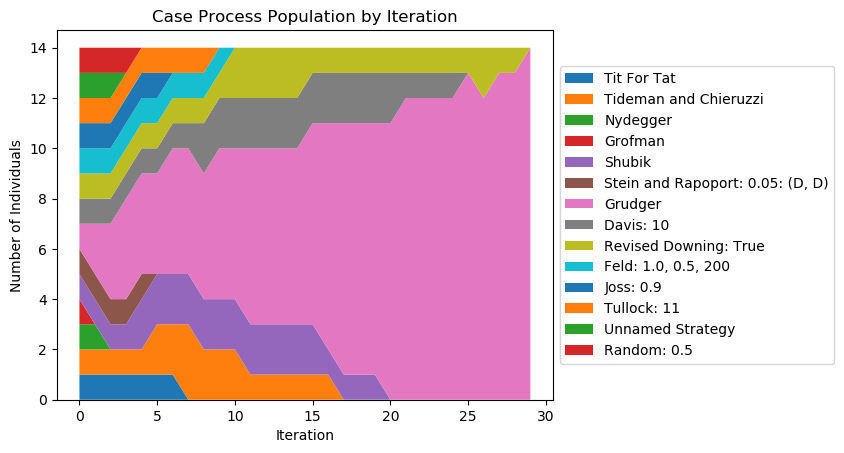 Case Process Population by Iteration
14
12
10
8
6
4
2
0
Number of Individuals
0 5 10 15 20 25 30
Iteration
Tit For Tat
Tideman and Chieruzzi
Nydegger
Grofman
Shubik
Stein and Rapoport: 0.05: (D, D)
Grudger
Davis: 10
Revised Downing: True
Feld: 1.0, 0.5, 200
Joss: 0.9
Tullock: 11
Unnamed Strategy
Random: 0.5